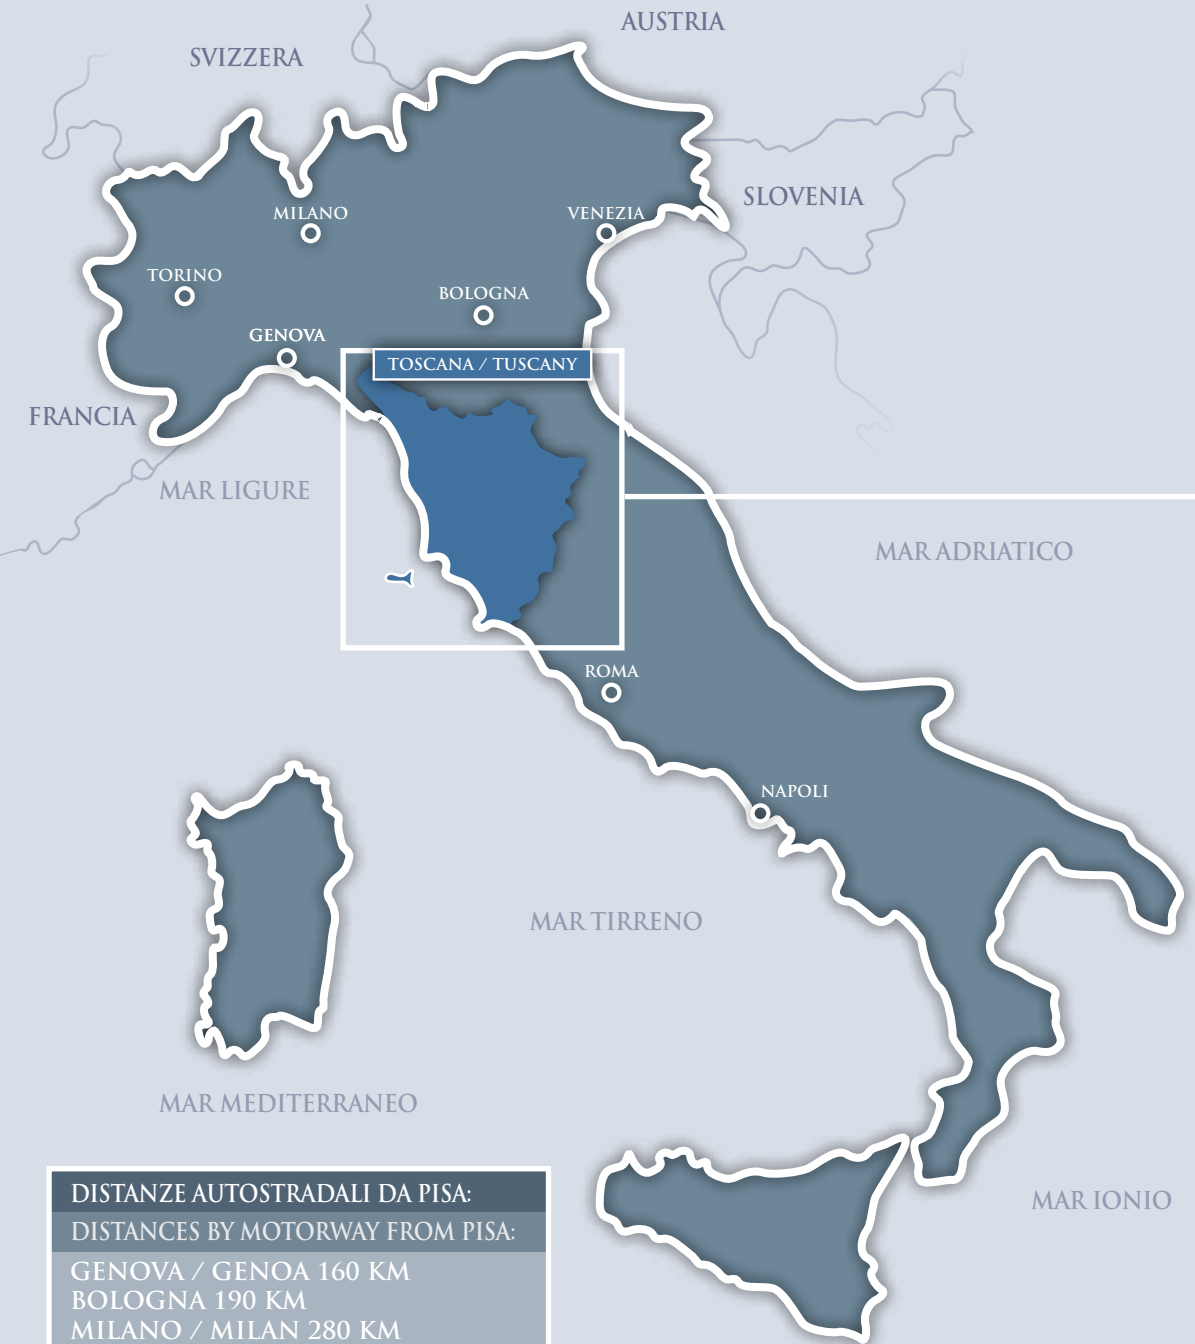 AUSTRIA
SVIZZERA
SLOVENIA
MILANO
VENEZIA
TORINO
BOLOGNA
GENOVA
TOSCANA / TUSCANY
FRANCIA
MAR LIGURE
MAR ADRIATICO
ROMA
NAPOLI
MAR TIRRENO
MAR MEDITERRANEO
MAR IONIO
DISTANZE AUTOSTRADALI DA PISA:
DISTANCES BY MOTORWAY FROM PISA:
GENOVA / GENOA 160 KM
BOLOGNA 190 KM
MILANO / MILAN 280 KM